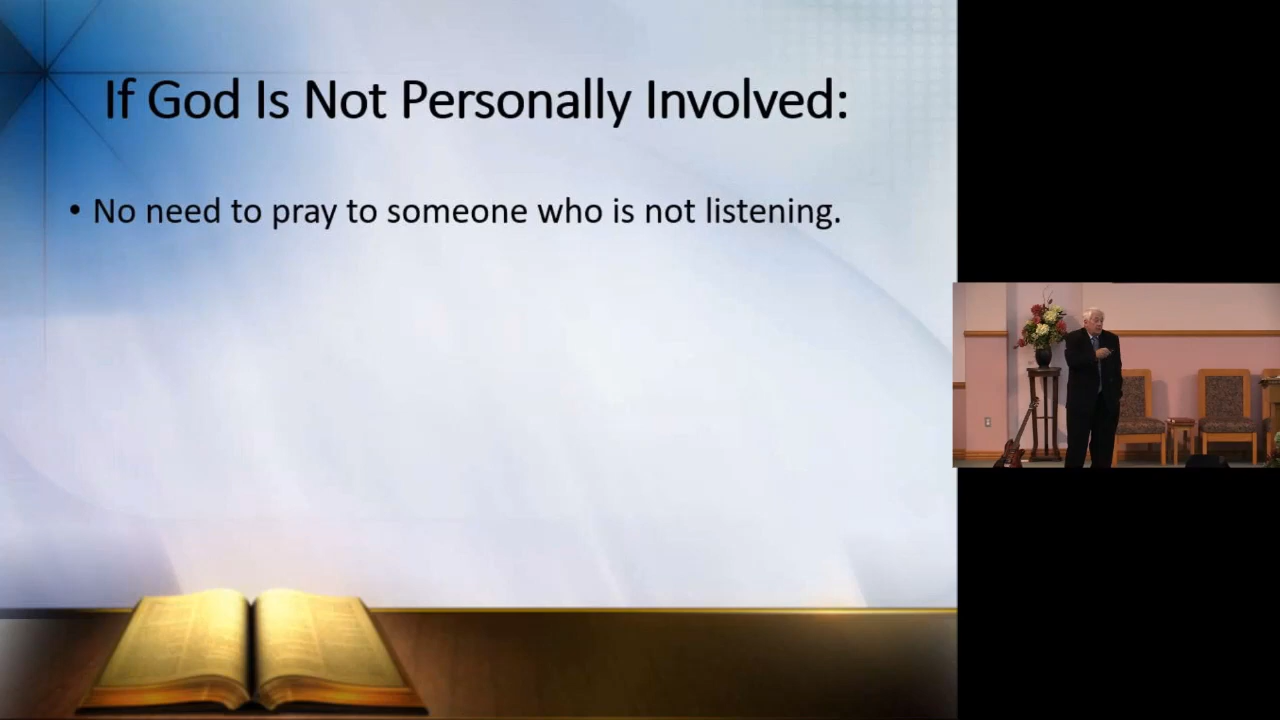 If God Is Not Personally Involved:
• No need to pray to someone who is not listening.